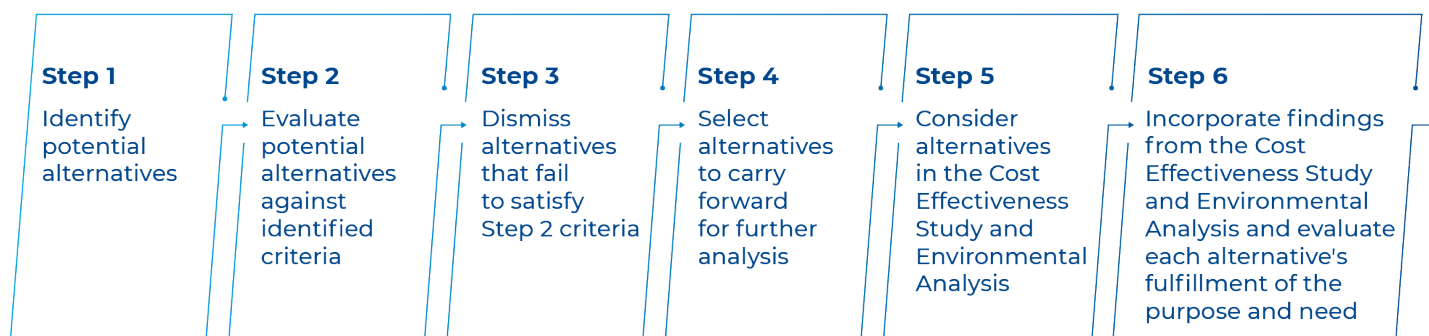 Step 1
Identify
potential
alternatives
Step 2
Evaluate
potential
alternatives
against
identified
criteria
Step 3
Dismiss
alternatives
that fail
to satisfy
Step 2 criteria
Step 4
Select
alternatives
to carry
forward
for further
analysis
Step 5
Consider
alternatives
in the Cost
Effectiveness
Study and
Environmental
Analysis
Step 6
Incorporate findings
from the Cost
Effectiveness Study
and Environmental
Analysis and evaluate
each alternative's
fulfillment of the
purpose and need